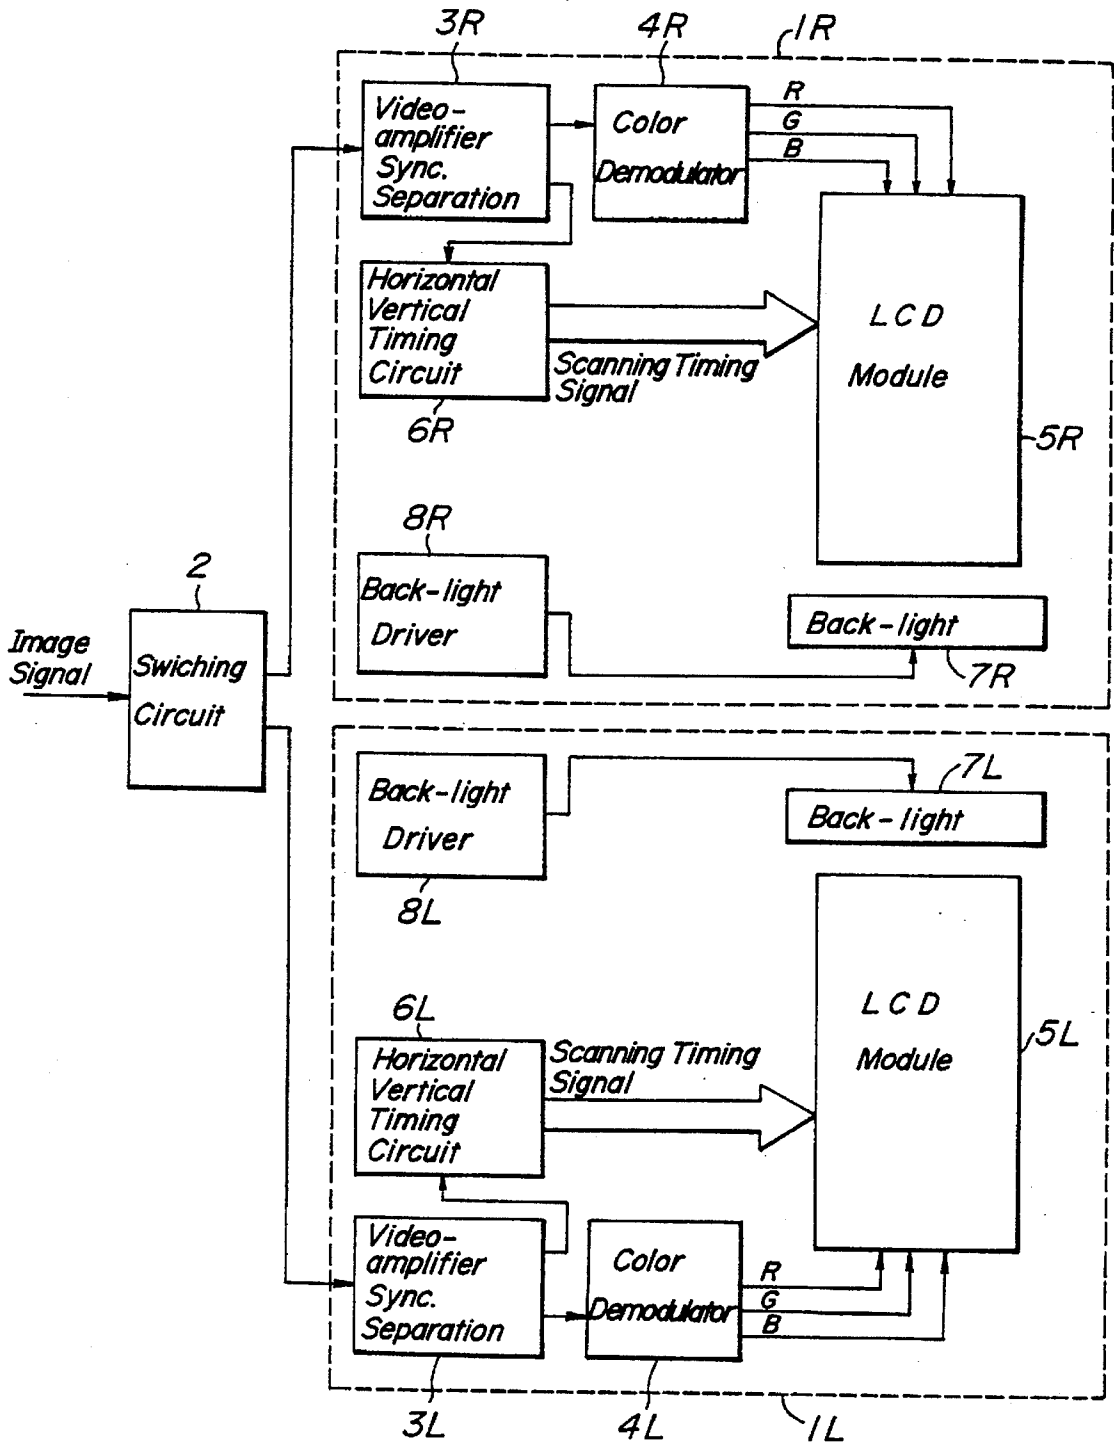 3R
4R
1R
Video-
amplifier
Sync.
Separation
Color
Demodulator
R
G
B
Horizontal
Vertical
Timing
Circuit
6R
Scanning Timing
Signal
LCD
Module
5R
8R
Back-light
Driver
Back-light
7R
2
Image
Signal
Swiching
Circuit
Back-light
Driver
8L
7L
Back-light
6L
Horizontal
Vertical
Timing
Circuit
Scanning Timing
Signal
LCD
Module
5L
Video-
amplifier
Sync.
Separation
3L
Color
Demodulator
4L
R
G
B
1L